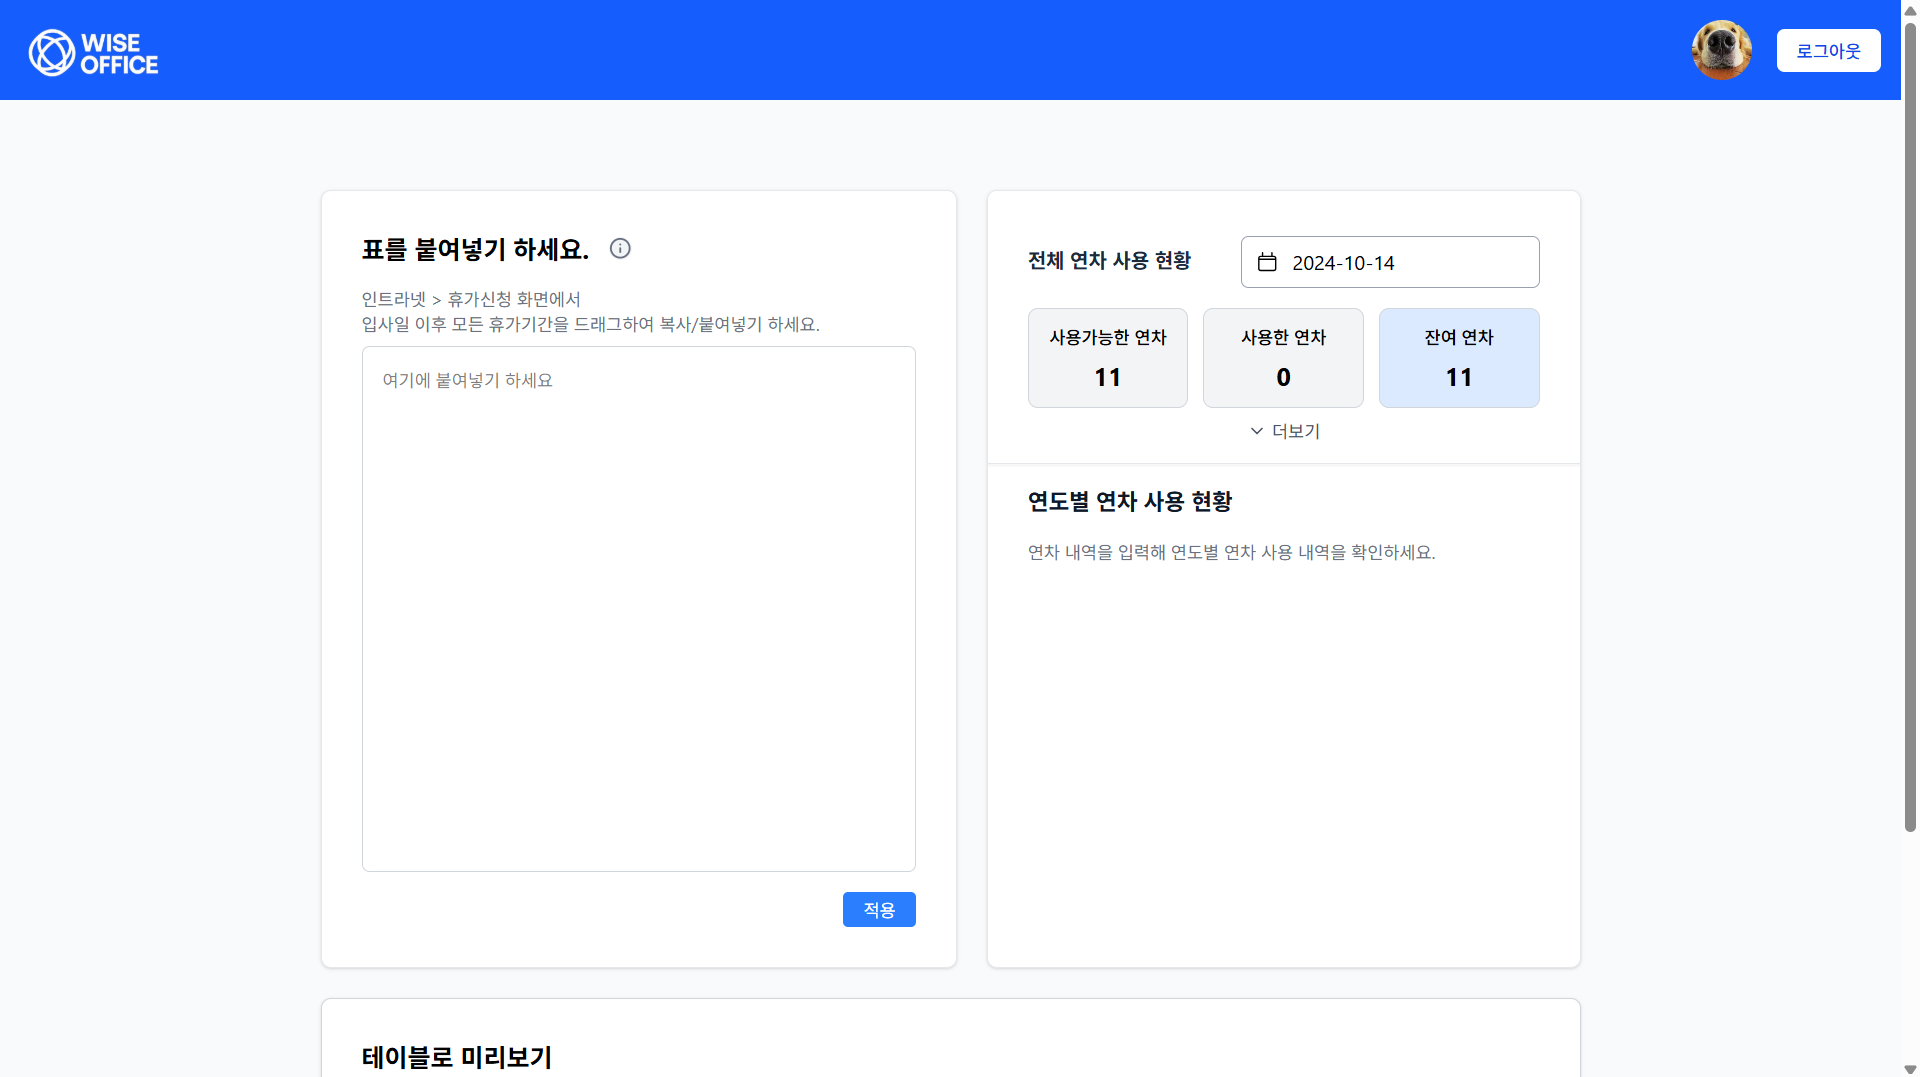 WISE
OFFICE
로그아웃
표를 붙여넣기 하세요.
인트라넷 > 휴가신청 화면에서
입사일 이후 모든 휴가기간을 드래그하여 복사/붙여넣기 하세요.
여기에 붙여넣기 하세요
적용
전체 연차 사용 현황
2024-10-14
사용가능한 연차
11
사용한 연차
0
잔여 연차
11
더보기
연도별 연차 사용 현황
연차 내역을 입력해 연도별 연차 사용 내역을 확인하세요.
테이블로 미리보기